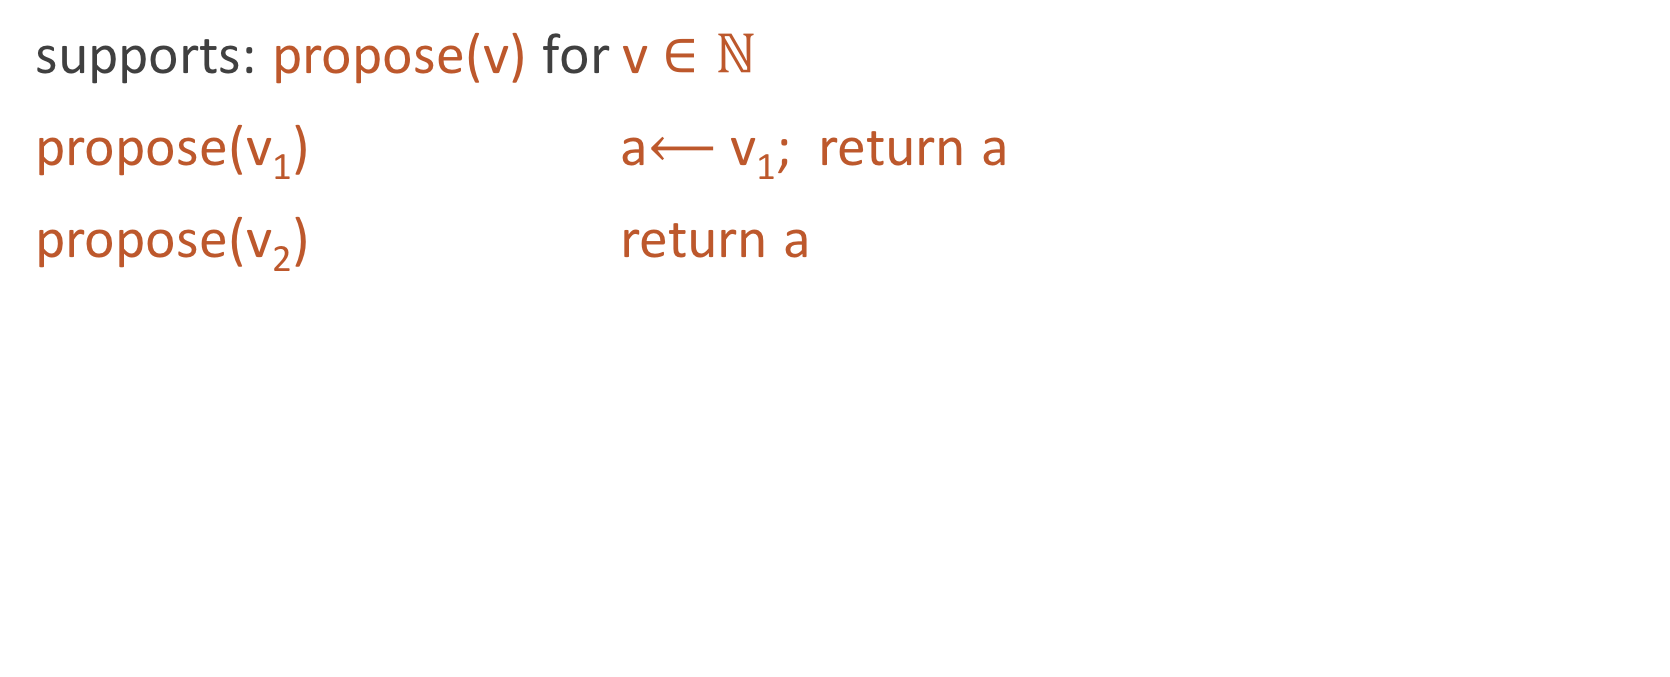 supports: propose(v) for v ∈ ℕ
propose(v₁) a⟵ v₁; return a
propose(v₂) return a